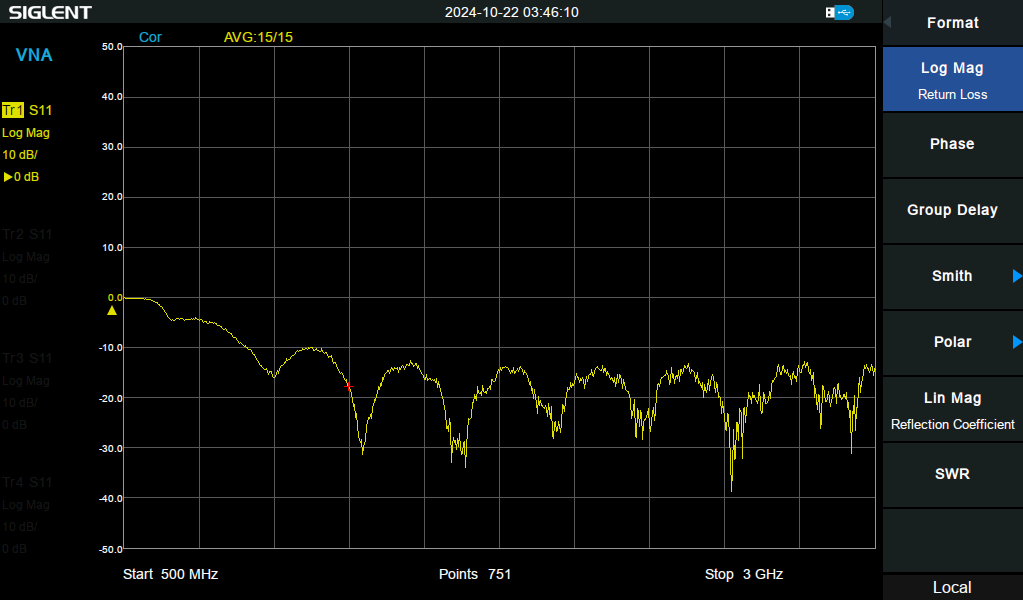 SIGLENT
2024-10-22 03:46:10
Format
VNA
Cor
AVG:15/15
50.0
40.0
30.0
20.0
10.0
0.0
-10.0
-20.0
-30.0
-40.0
-50.0
Tr1 S11
Log Mag
10 dB/
0 dB
Tr2 S11
Log Mag
10 dB/
0 dB
Tr3 S11
Log Mag
10 dB/
0 dB
Tr4 S11
Log Mag
10 dB/
0 dB
Start 500 MHz
Points 751
Stop 3 GHz
Log Mag
Return Loss
Phase
Group Delay
Smith
Polar
Lin Mag
Reflection Coefficient
SWR
Local